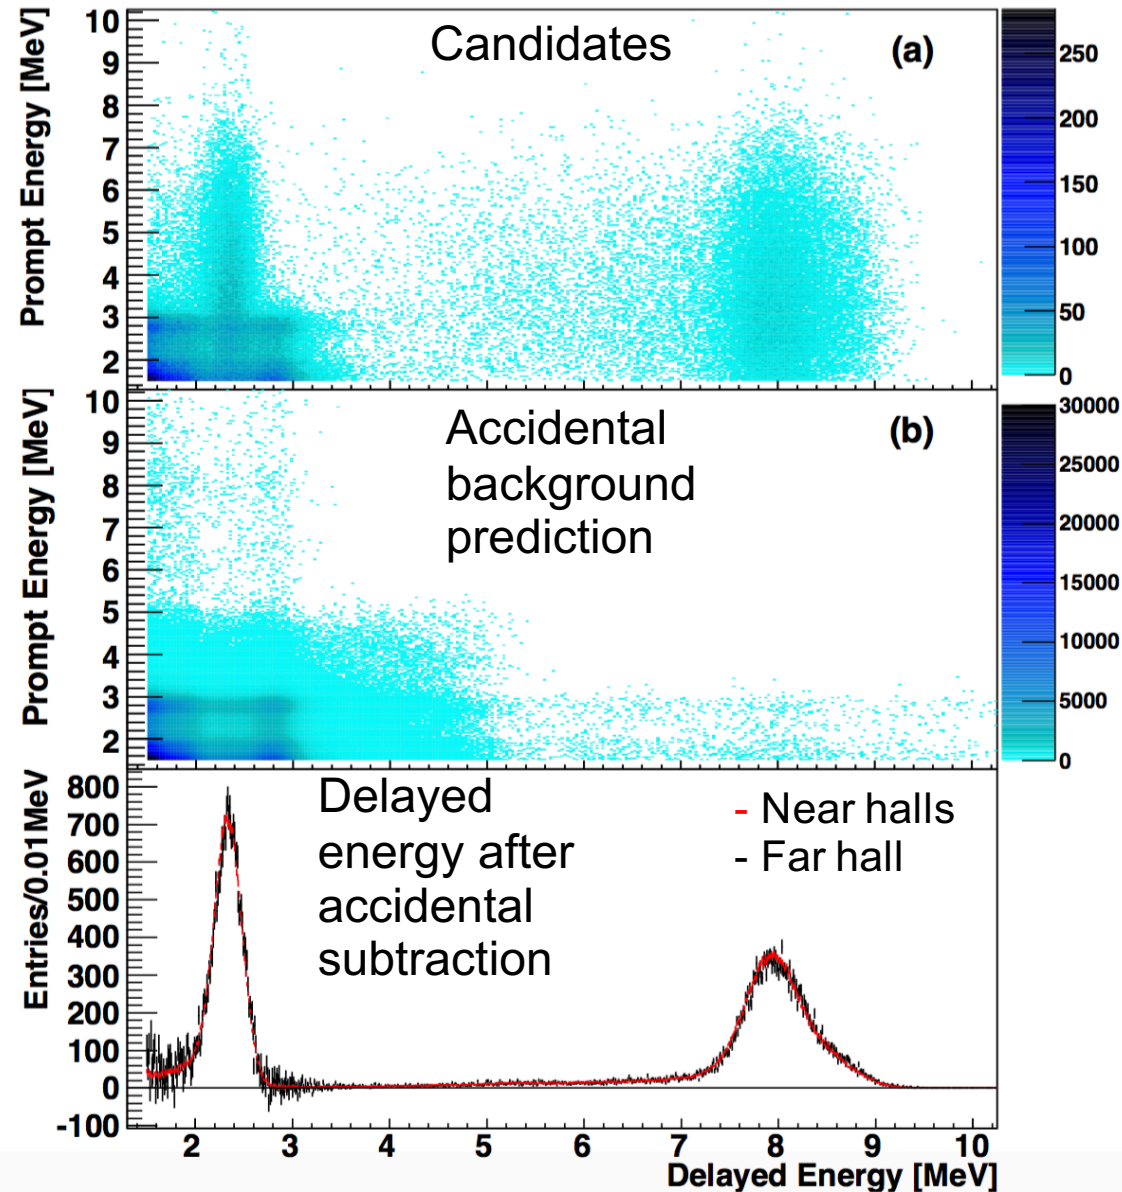 Prompt Energy [MeV]
10
9
8
7
6
5
4
3
2
Candidates
(a)
250
200
150
100
50
0
Prompt Energy [MeV]
10
9
8
7
6
5
4
3
2
Accidental
background
prediction
(b)
30000
25000
20000
15000
10000
5000
0
Entries/0.01MeV
800
700
600
500
400
300
200
100
0
-100
Delayed
energy after
accidental
subtraction
- Near halls
- Far hall
2 3 4 5 6 7 8 9 10
Delayed Energy [MeV]